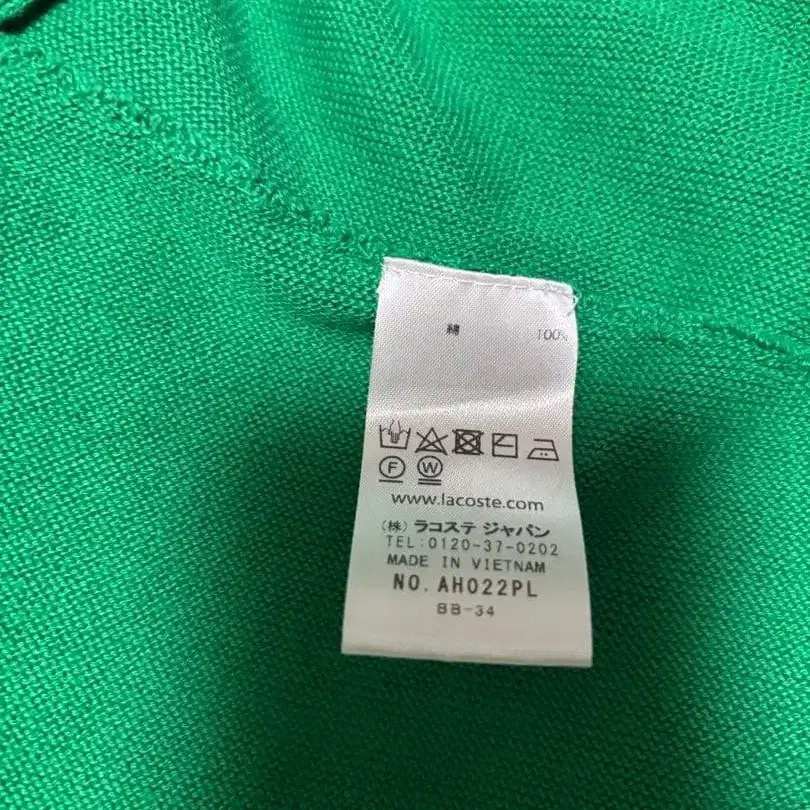 綿 100%
F W
www.lacoste.com
(株) ラコステ ジャパン
TEL:0120-37-0202
MADE IN VIETNAM
NO. AH022PL
BB-34